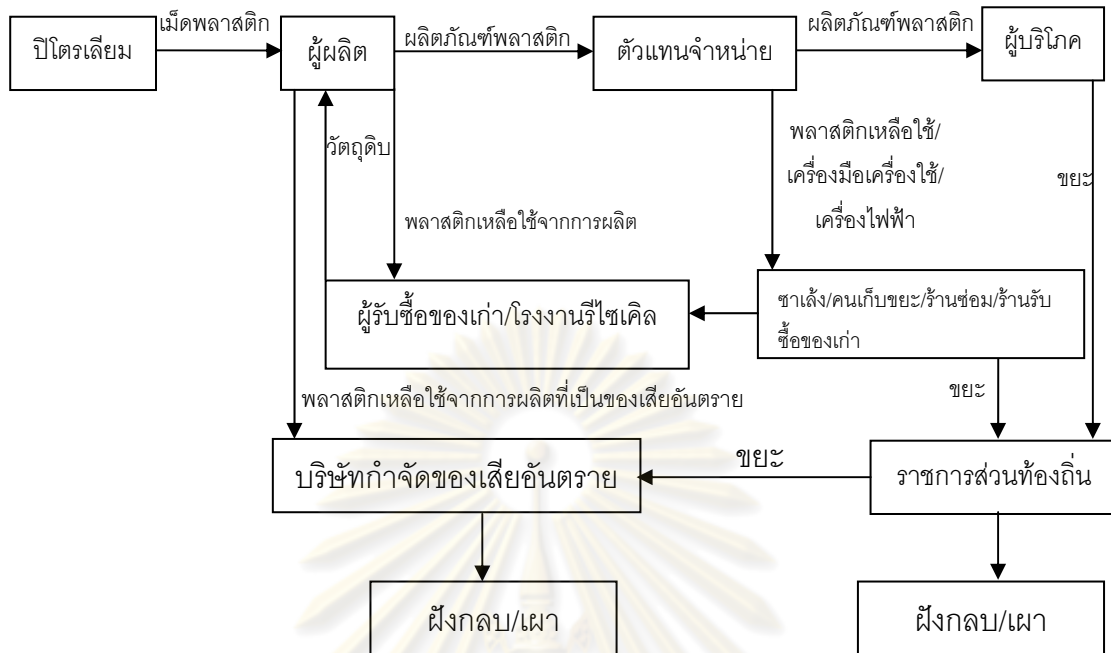 เม็ดพลาสติก
ปิโตรเลียม
ผู้ผลิต
ผลิตภัณฑ์พลาสติก
ตัวแทนจำหน่าย
ผลิตภัณฑ์พลาสติก
ผู้บริโภค
วัตถุดิบ
พลาสติกเหลือใช้/
เครื่องมือเครื่องใช้/
เครื่องไฟฟ้า
ขยะ
พลาสติกเหลือใช้จากการผลิต
ผู้รับซื้อของเก่า/โรงงานรีไซเคิล
ซาเล้ง/คนเก็บขยะ/ร้านซ่อม/ร้านรับ
ซื้อของเก่า
ขยะ
พลาสติกเหลือใช้จากการผลิตที่เป็นของเสียอันตราย
บริษัทกำจัดของเสียอันตราย
ขยะ
ราชการส่วนท้องถิ่น
ฝังกลบ/เผา
ฝังกลบ/เผา